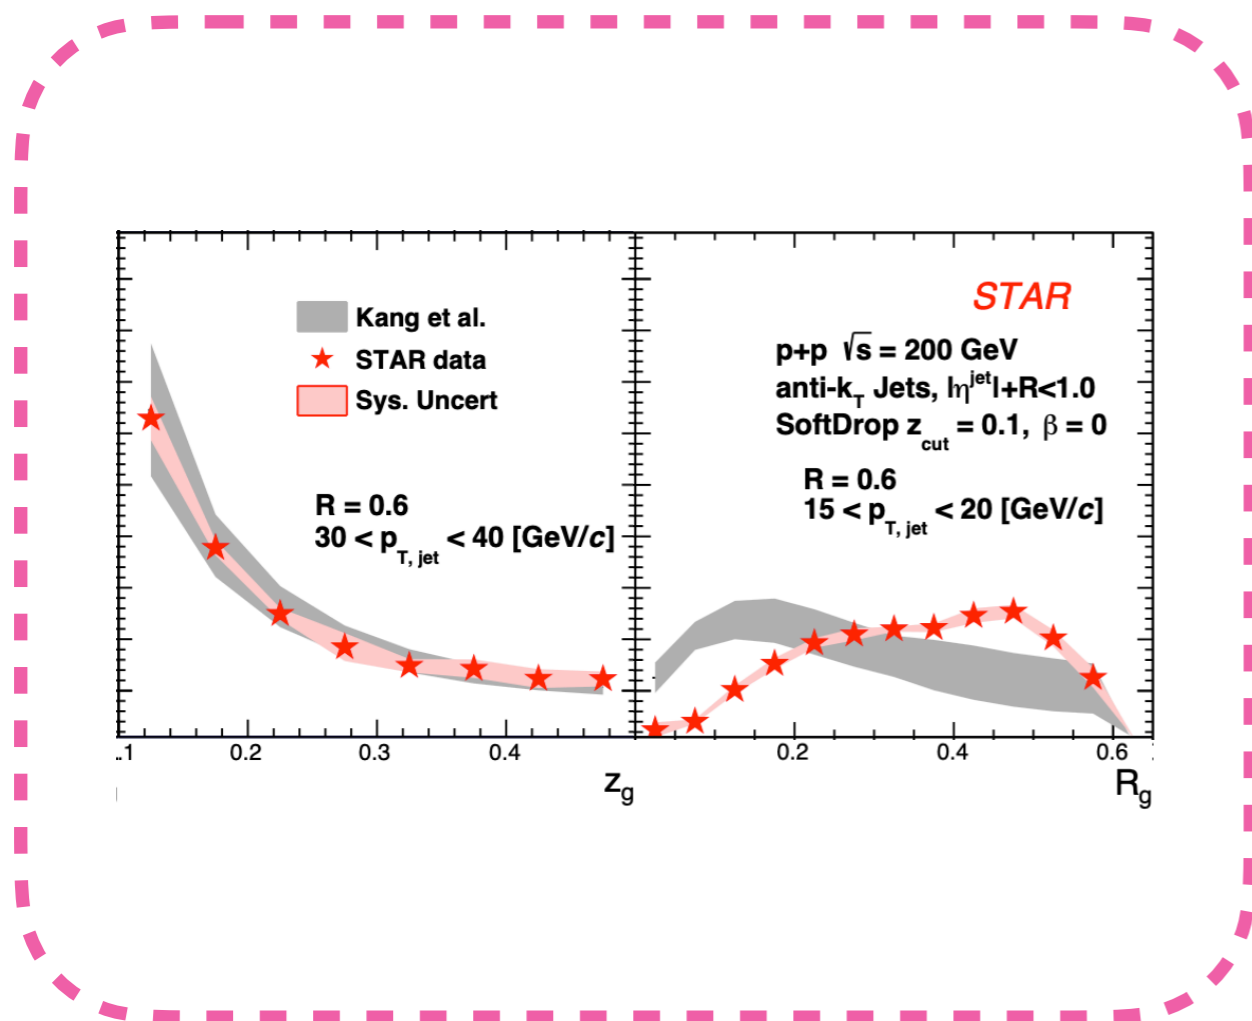 Kang et al.
STAR data
Sys. Uncert
R = 0.6
30 < p_T, jet < 40 [GeV/c]
.1 0.2 0.3 0.4
z_g
STAR
p+p √s = 200 GeV
anti-k_T Jets, |η^jet|+R<1.0
SoftDrop z_cut = 0.1, β = 0
R = 0.6
15 < p_T, jet < 20 [GeV/c]
0.2 0.4 0.6
R_g